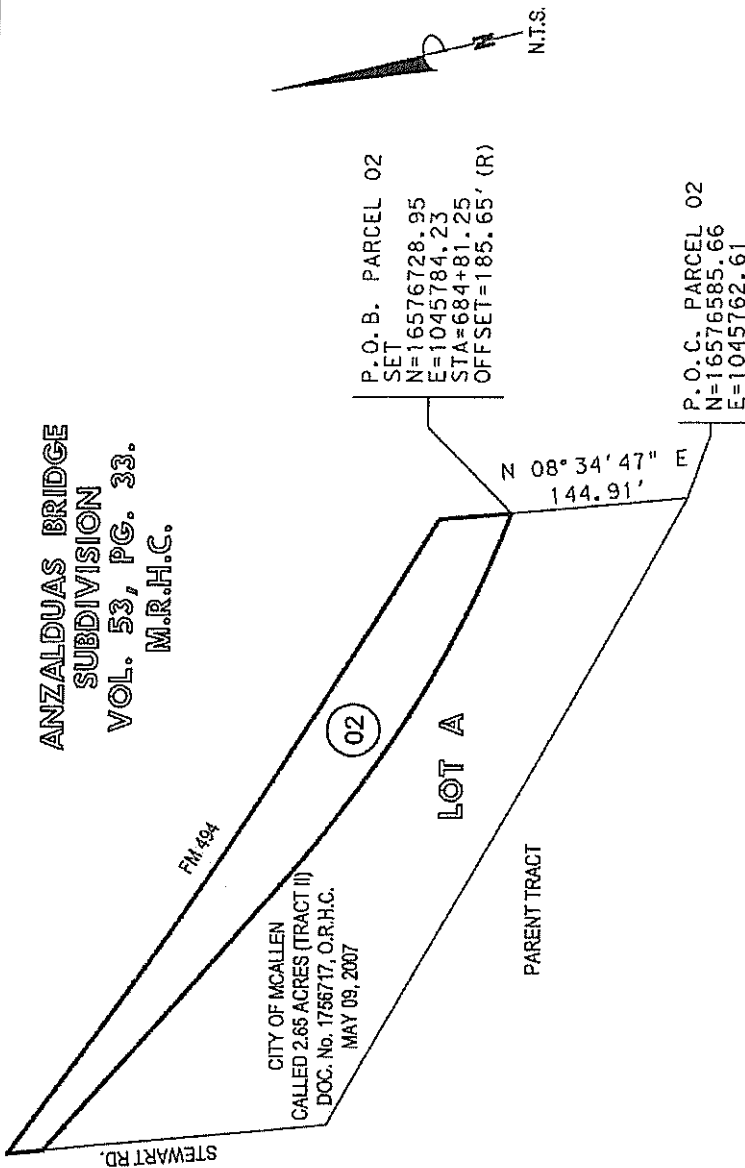 ANZALDUAS BRIDGE
SUBDIVISION
VOL. 53, PG. 33.
M.R.H.C.
N
N.T.S.
P.O.B. PARCEL 02
SET
N=16576728.95
E=1045784.23
STA=684+81.25
OFFSET=185.65' (R)
FM 494
02
N 08°34'47" E
144.91'
P.O.C. PARCEL 02
N=16576585.66
E=1045762.61
LOT A
CITY OF MCALLEN
CALLED 2.65 ACRES (TRACT II)
DOC. No. 1756717, O.R.H.C.
MAY 09, 2007
STEWART RD.
PARENT TRACT